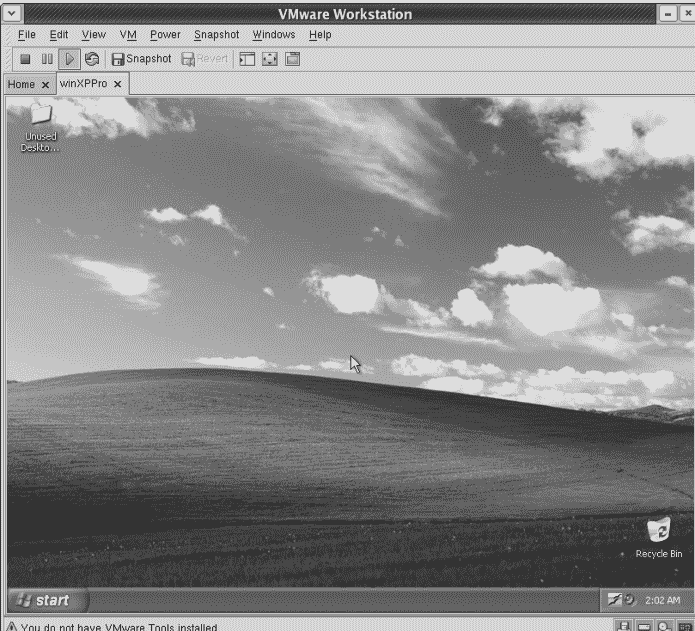 VMware Workstation
File Edit View VM Power Snapshot Windows Help
Snapshot Revert
Home winXPPro
Unused
Deskto...
Recycle Bin
start 2:02 AM
You do not have VMware Tools installed